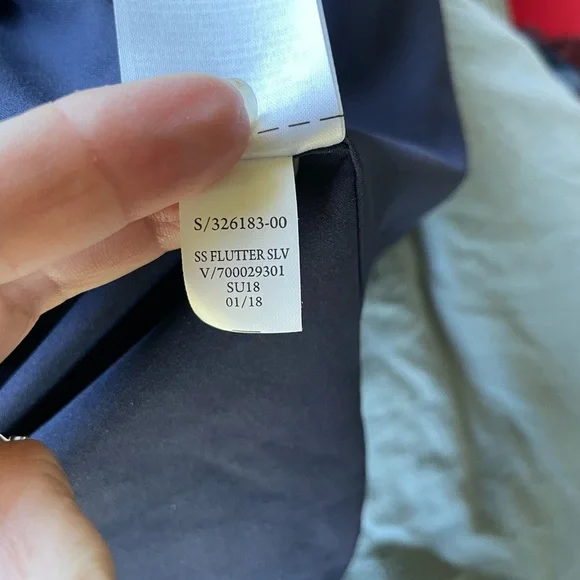 S/326183-00
SS FLUTTER SLV
V/700029301
SU18
01/18